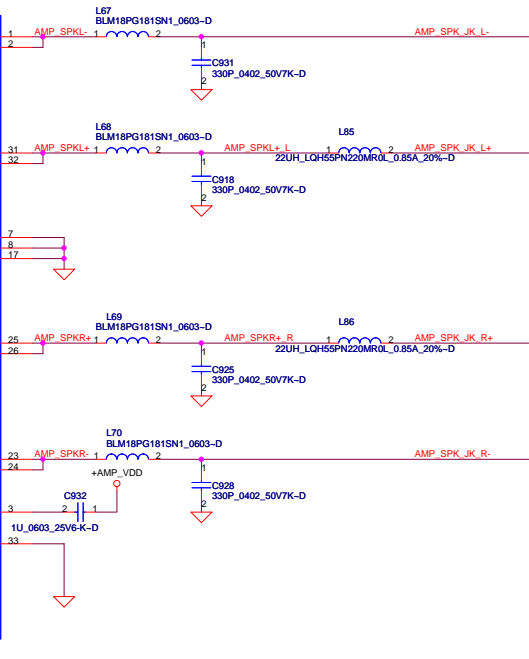 L67
BLM18PG181SN1_0603~D
1 AMP_SPKL- 1 2 AMP_SPK_JK_L-
2
1
C931
330P_0402_50V7K~D
2
L68
BLM18PG181SN1_0603~D
L85
31 AMP_SPKL+ 1 2 AMP_SPKL+_L 1 2 AMP_SPK_JK_L+
32
22UH_LQH55PN220MR0L_0.85A_20%~D
1
C918
330P_0402_50V7K~D
2
7
8
17
L69
BLM18PG181SN1_0603~D
L86
25 AMP_SPKR+ 1 2 AMP_SPKR+_R 1 2 AMP_SPK_JK_R+
26
22UH_LQH55PN220MR0L_0.85A_20%~D
1
C925
330P_0402_50V7K~D
2
L70
BLM18PG181SN1_0603~D
23 AMP_SPKR- 1 2 AMP_SPK_JK_R-
24
+AMP_VDD
1
C928
330P_0402_50V7K~D
2
C932
3 2 1
1U_0603_25V6-K~D
33